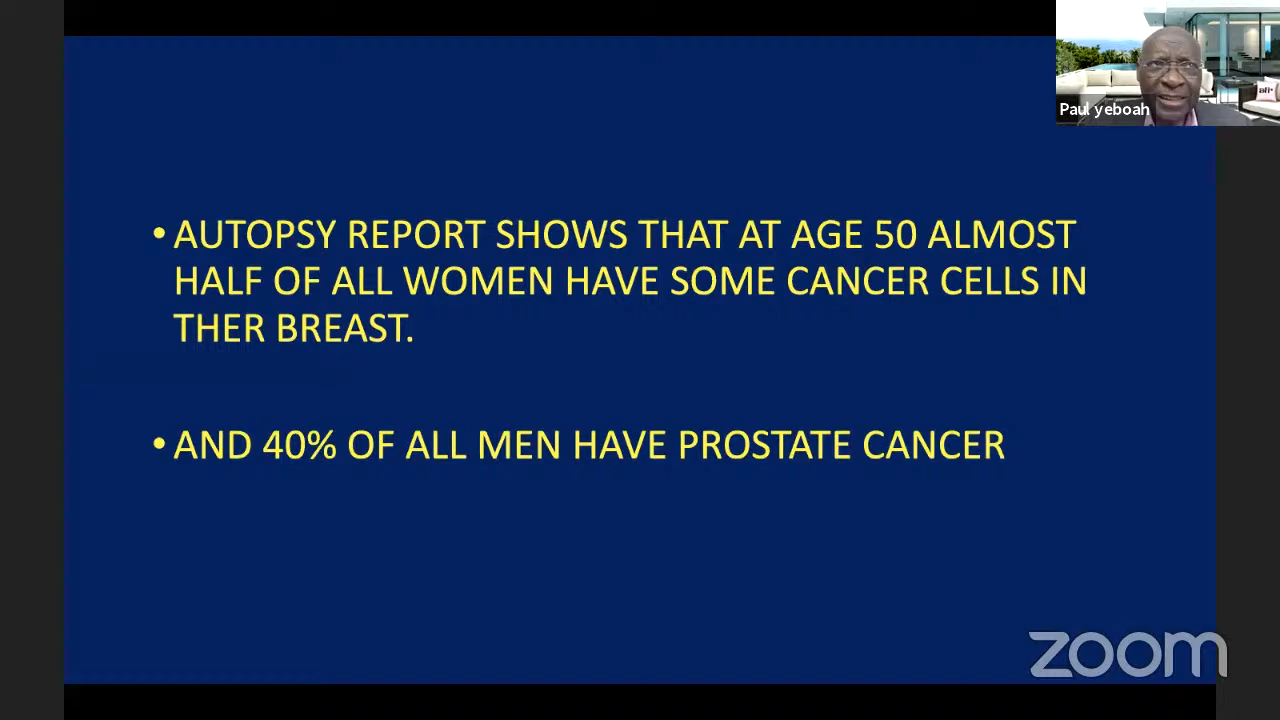 Paul yeboah
• AUTOPSY REPORT SHOWS THAT AT AGE 50 ALMOST
HALF OF ALL WOMEN HAVE SOME CANCER CELLS IN
THER BREAST.
• AND 40% OF ALL MEN HAVE PROSTATE CANCER
zoom